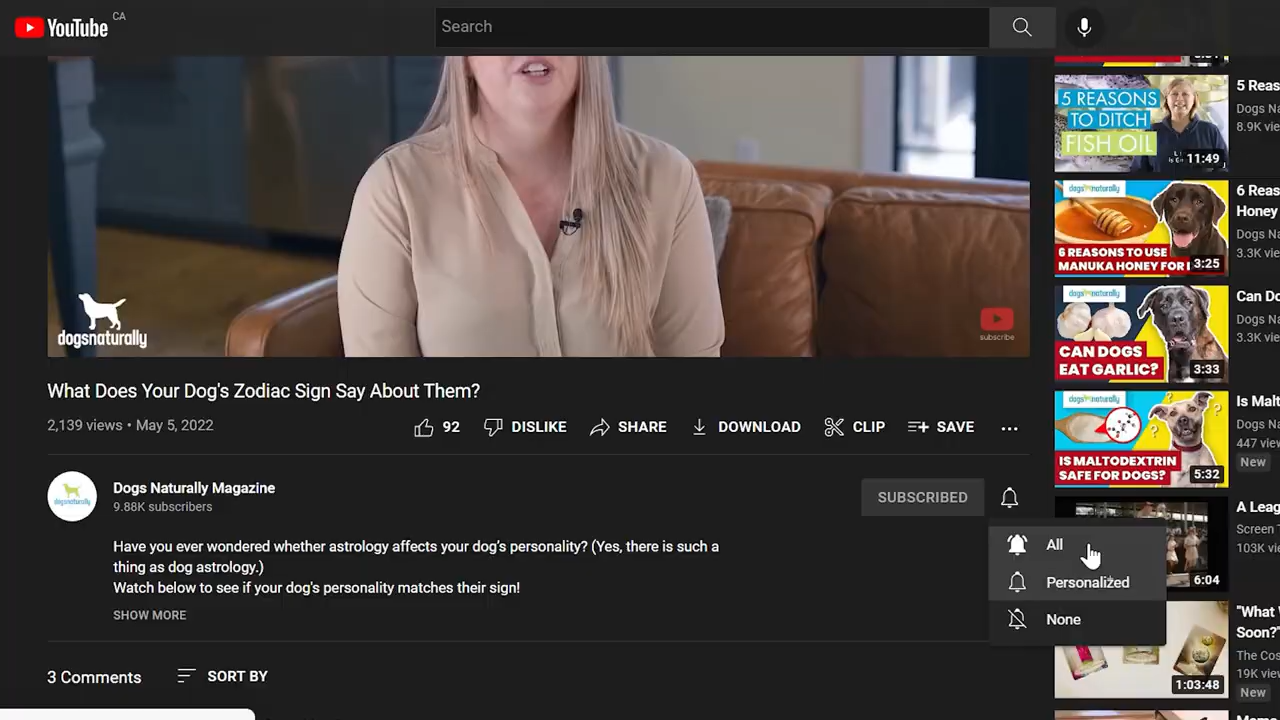 YouTube CA
Search
dogsnaturally
subscribe
What Does Your Dog's Zodiac Sign Say About Them?
2,139 views • May 5, 2022
92 DISLIKE SHARE DOWNLOAD CLIP SAVE ...
Dogs Naturally Magazine
9.88K subscribers
SUBSCRIBED
Have you ever wondered whether astrology affects your dog's personality? (Yes, there is such a
thing as dog astrology.)
Watch below to see if your dog's personality matches their sign!
SHOW MORE
3 Comments SORT BY
All
Personalized
None
5 REASONS
TO DITCH
FISH OIL
11:49
5 Reas
Dogs Na
8.9K vie
dogsnaturally
6 REASONS TO USE
MANUKA HONEY FOR
3:25
6 Reas
Honey
Dogs Na
3.3K vie
dogsnaturally
CAN DOGS
EAT GARLIC?
3:33
Can Do
Dogs Na
3.3K vie
dogsnaturally
IS MALTODEXTRIN
SAFE FOR DOGS?
5:32
Is Malt
Dogs Na
447 vie
New
6:04
A Leag
Screen T
103K vi
1:03:48
"What
Soon?"
The Cos
19K vie
New